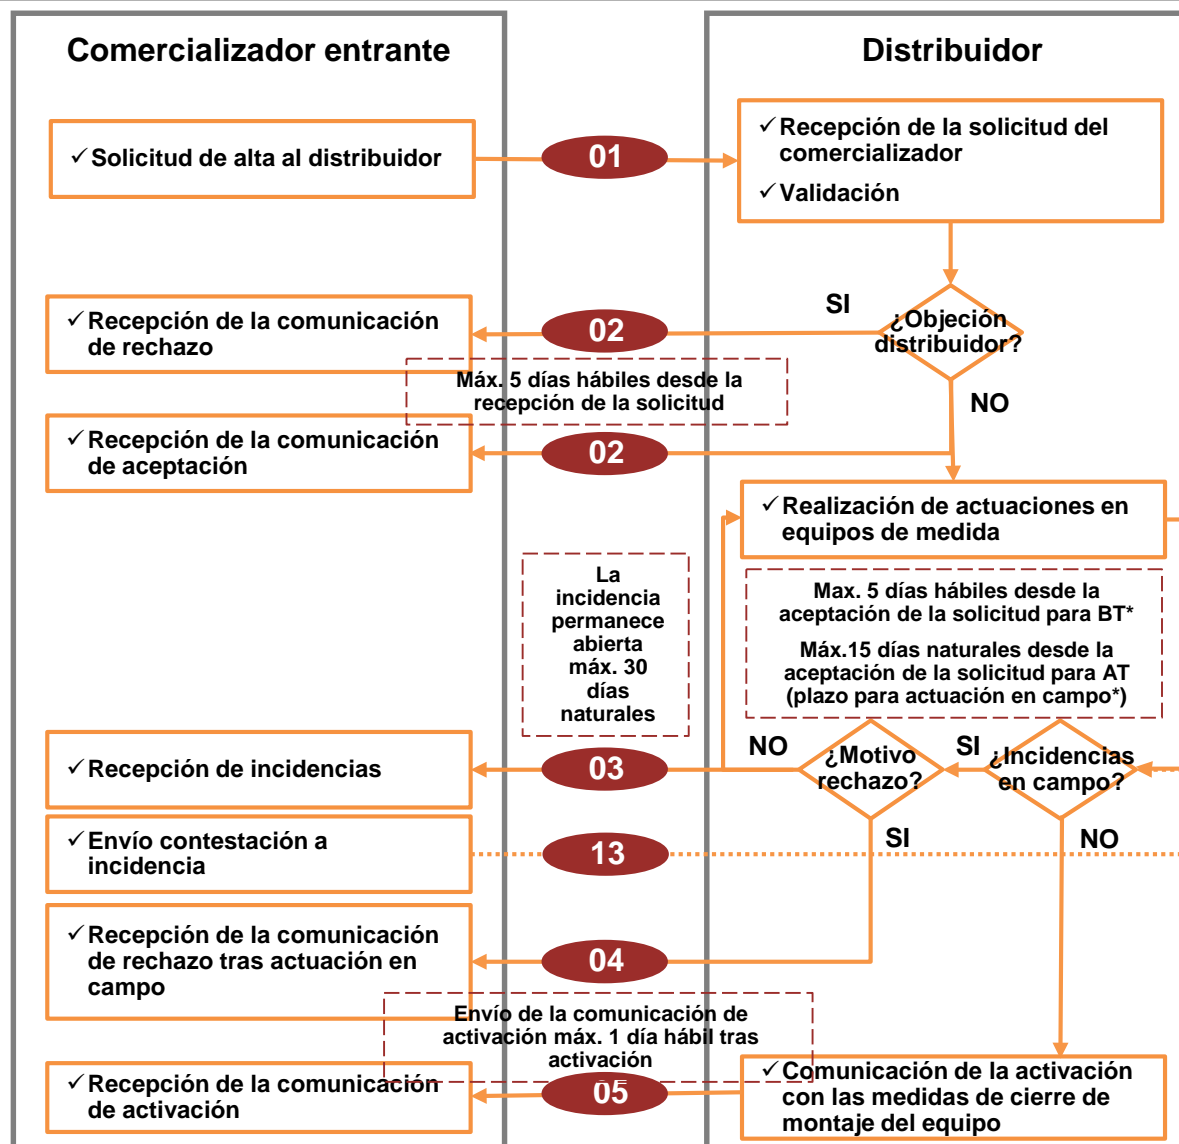 Comercializador entrante
Distribuidor
✓ Solicitud de alta al distribuidor
01
✓ Recepción de la solicitud del
comercializador
✓ Validación
SI
¿Objeción
distribuidor?
NO
✓ Recepción de la comunicación
de rechazo
02
Máx. 5 días hábiles desde la
recepción de la solicitud
✓ Recepción de la comunicación
de aceptación
02
✓ Realización de actuaciones en
equipos de medida
La
incidencia
permanece
abierta
máx. 30
días
naturales
Max. 5 días hábiles desde la
aceptación de la solicitud para BT*
Máx.15 días naturales desde la
aceptación de la solicitud para AT
(plazo para actuación en campo*)
✓ Recepción de incidencias
03
NO
¿Motivo
rechazo?
SI
¿Incidencias
en campo?
✓ Envío contestación a
incidencia
13
SI
NO
✓ Recepción de la comunicación
de rechazo tras actuación en
campo
04
Envío de la comunicación de
activación máx. 1 día hábil tras
activación
✓ Recepción de la comunicación
de activación
05
✓ Comunicación de la activación
con las medidas de cierre de
montaje del equipo